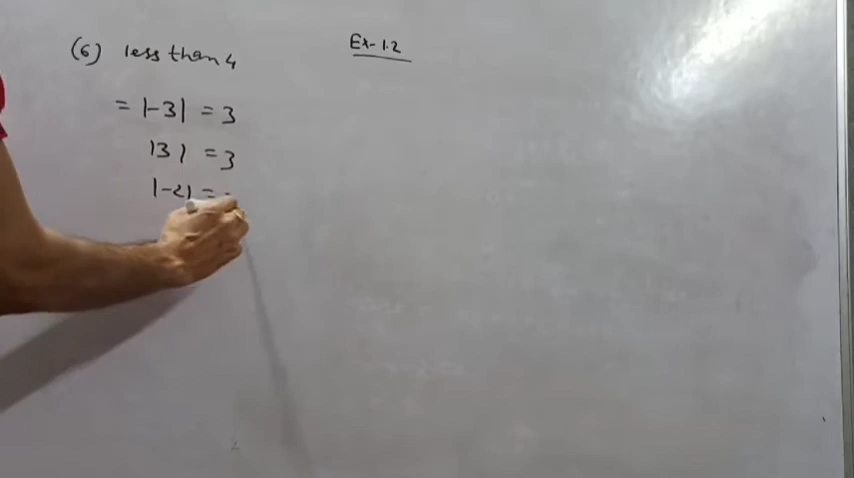 (6) less than 4
Ex-1.2
= |-3| = 3
|3| = 3
|-2| =